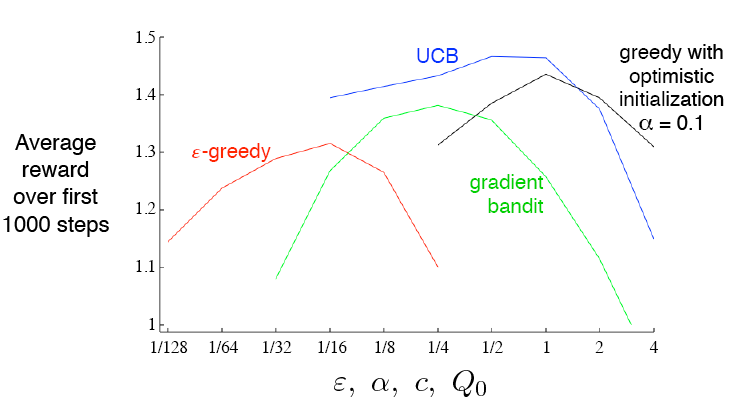 1.5
1.4
1.3
1.2
1.1
1
Average
reward
over first
1000 steps
ε-greedy
UCB
gradient
bandit
greedy with
optimistic
initialization
α = 0.1
1/128 1/64 1/32 1/16 1/8 1/4 1/2 1 2 4
ε, α, c, Q₀